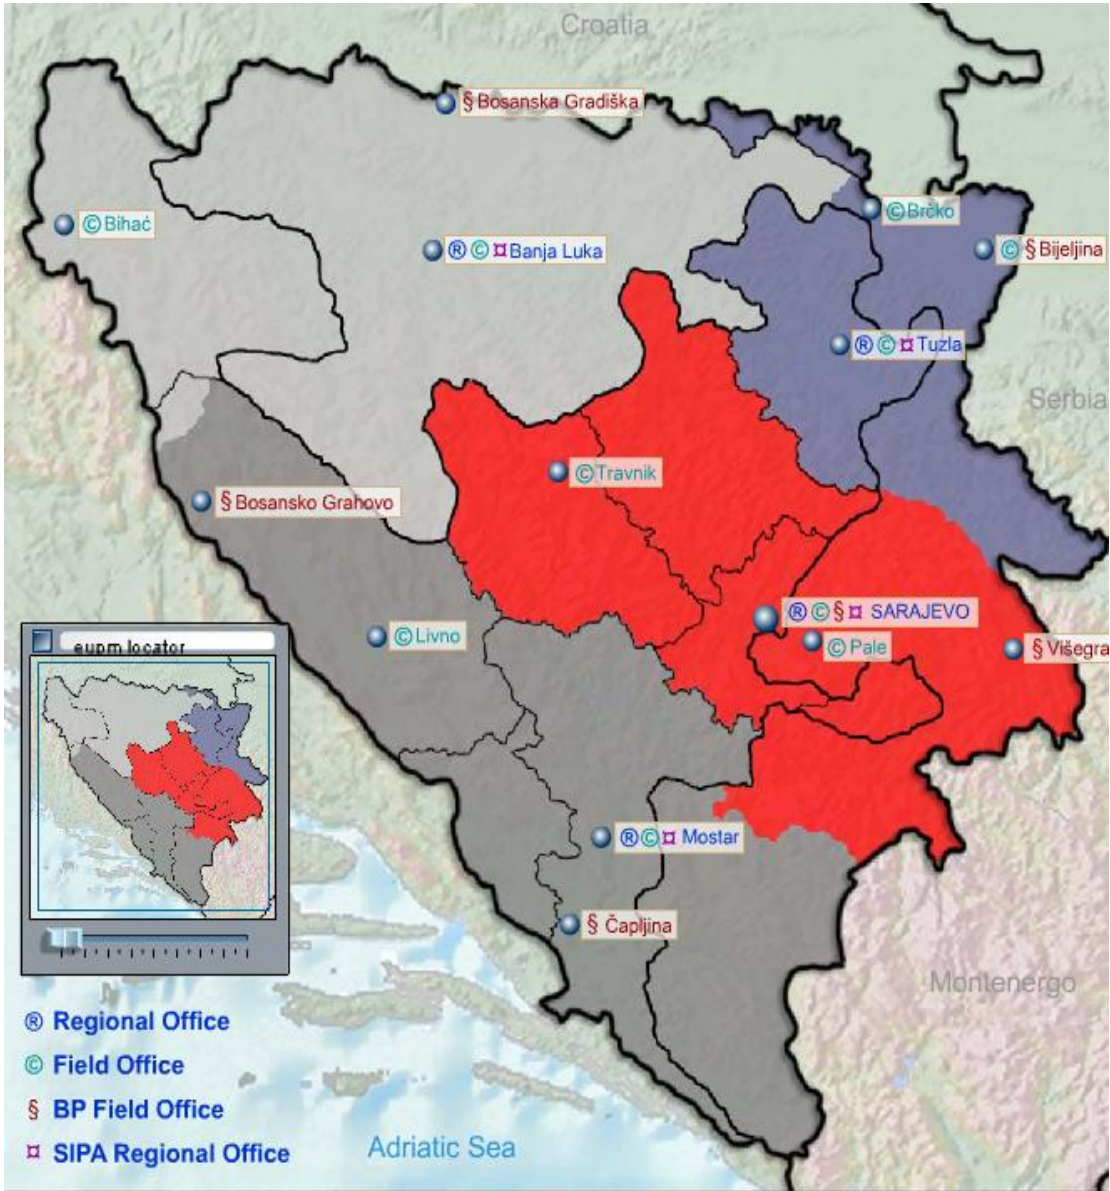 Croatia
§ Bosanska Gradiška
© Bihać
© Brčko
® © ¤ Banja Luka
© § Bijeljina
® © ¤ Tuzla
Serbia
© Travnik
§ Bosansko Grahovo
® © § ¤ SARAJEVO
© Livno
© Pale
§ Višegra
euprm locator
® © ¤ Mostar
§ Čapljina
Montenergo
® Regional Office
© Field Office
§ BP Field Office
¤ SIPA Regional Office
Adriatic Sea